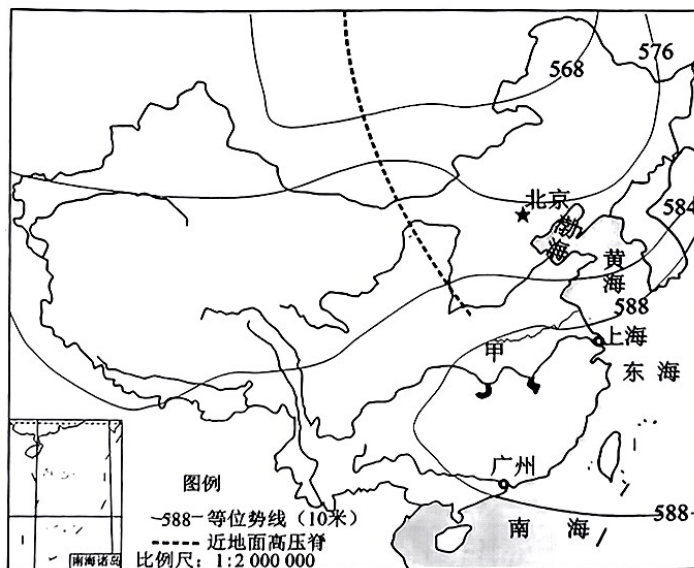 568
576
北京
渤海
584
黄海
588
上海
甲
东 海
广州
图例
588 等位势线(10米)
近地面高压脊
比例尺:1:2 000 000
南海诸岛
南 海
588